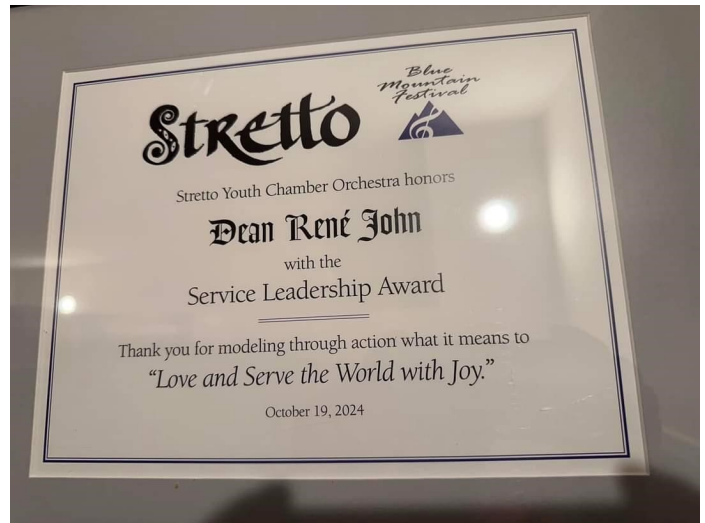 Stretto
Blue
Mountain
Festival
Stretto Youth Chamber Orchestra honors
Dean René John
with the
Service Leadership Award
Thank you for modeling through action what it means to
“Love and Serve the World with Joy.”
October 19, 2024